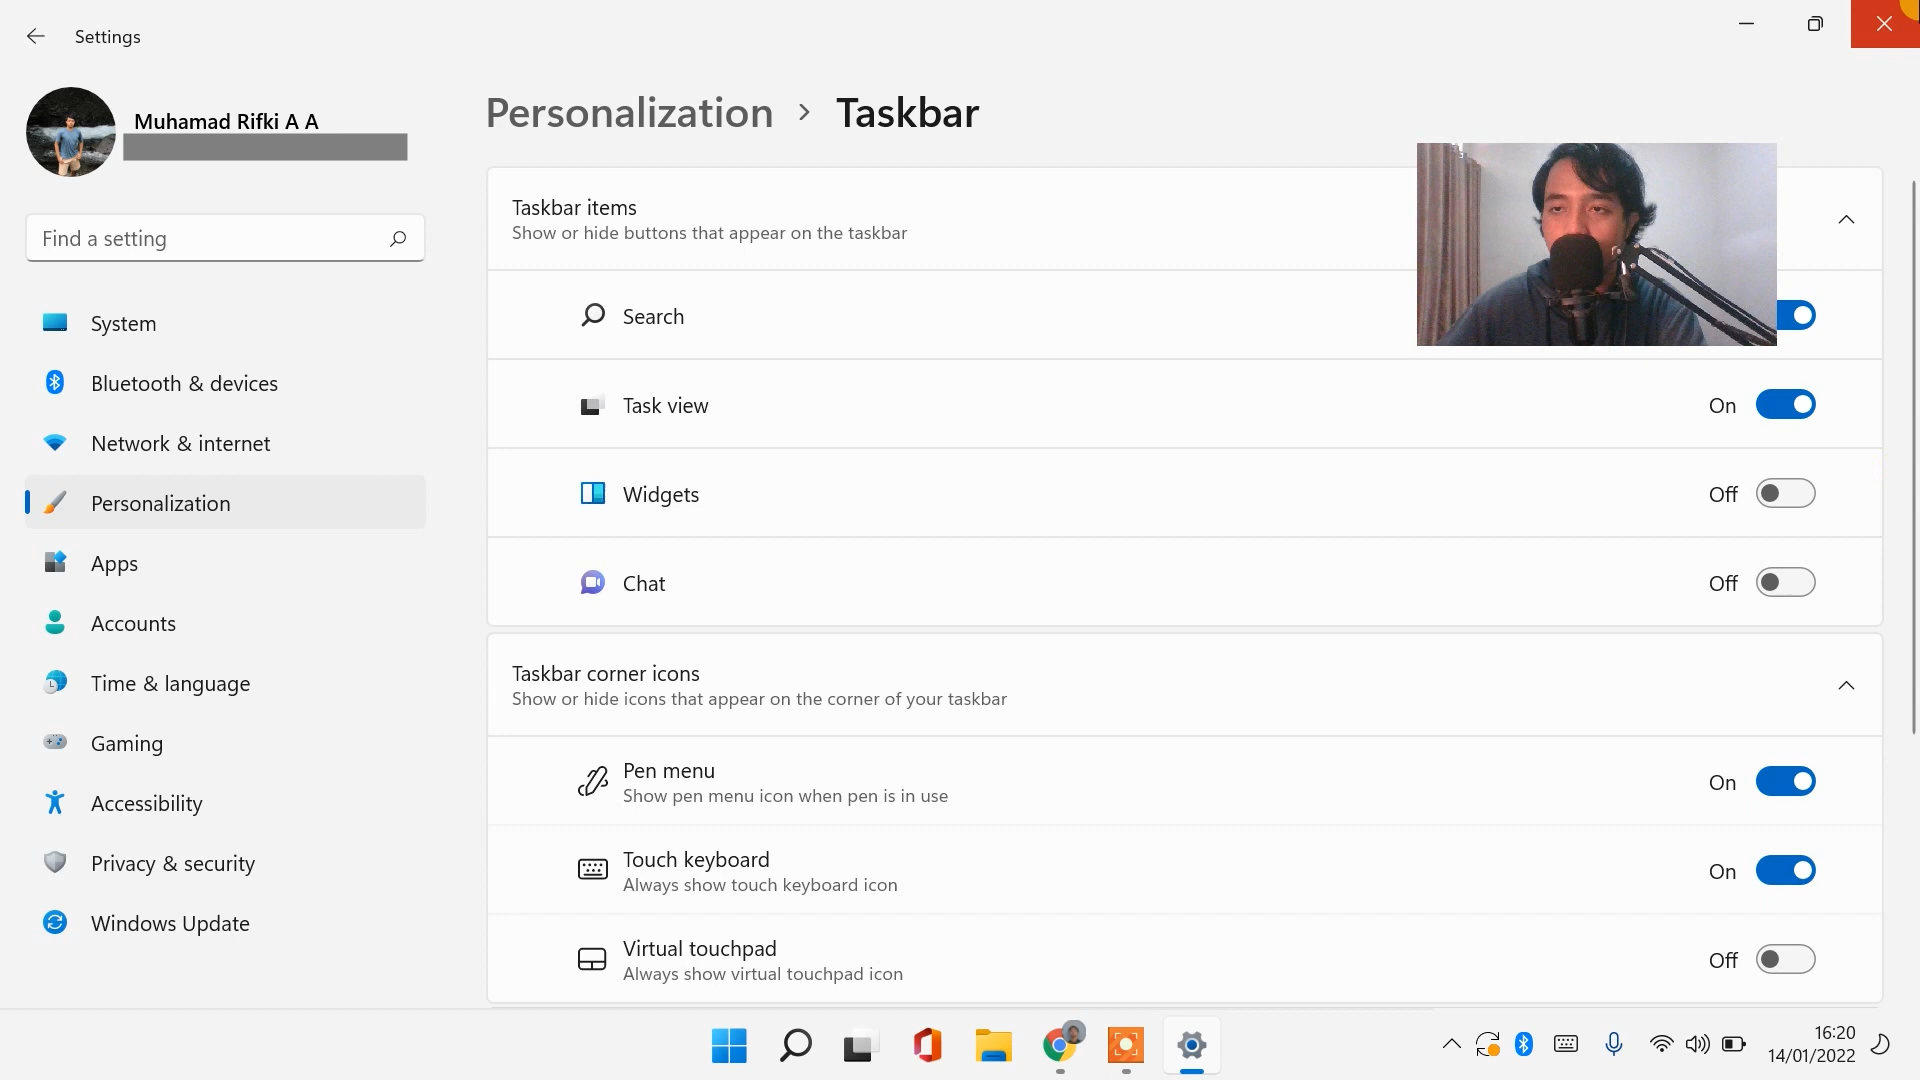 Settings
Muhamad Rifki A A
Find a setting
System
Bluetooth & devices
Network & internet
Personalization
Apps
Accounts
Time & language
Gaming
Accessibility
Privacy & security
Windows Update
Personalization > Taskbar
Taskbar items
Show or hide buttons that appear on the taskbar
Search
Task view On
Widgets Off
Chat Off
Taskbar corner icons
Show or hide icons that appear on the corner of your taskbar
Pen menu
Show pen menu icon when pen is in use
On
Touch keyboard
Always show touch keyboard icon
On
Virtual touchpad
Always show virtual touchpad icon
Off
16:20
14/01/2022